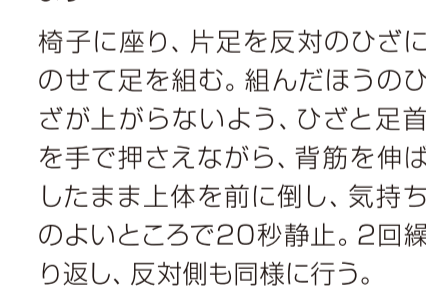 椅子に座り、片足を反対のひざに
のせて足を組む。組んだほうのひ
ざが上がらないよう、ひざと足首
を手で押さえながら、背筋を伸ば
したまま上体を前に倒し、気持ち
のよいところで20秒静止。2回繰
り返し、反対側も同様に行う。